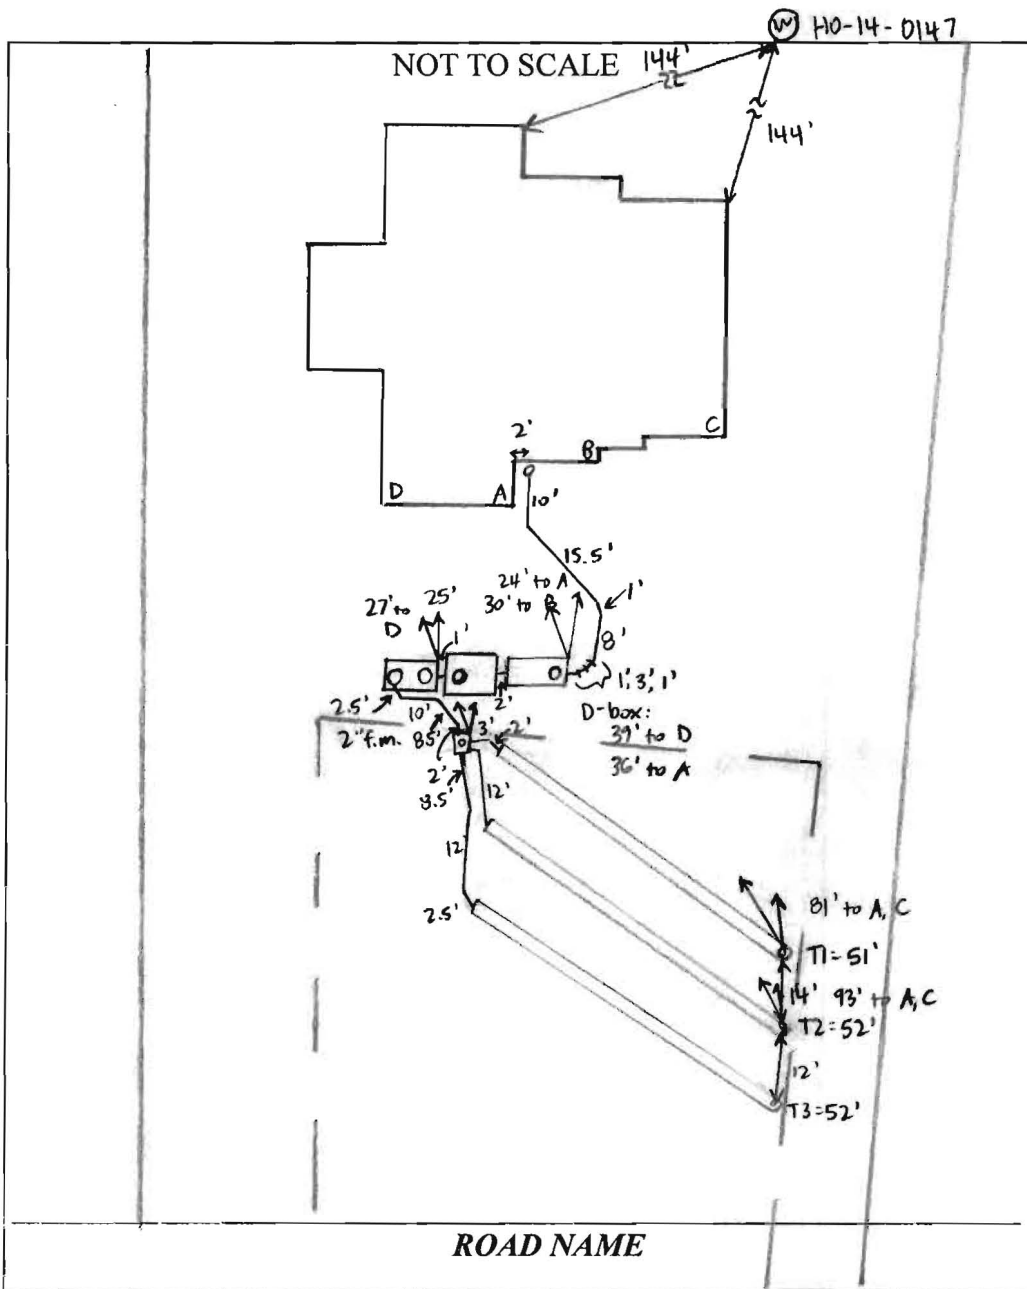 W HO-14-0147
NOT TO SCALE
144'
144'
2'
B
C
D
A
10'
15.5'
24' to A
30' to B
1'
27' to D
25'
1'
8'
2.5'
10'
2'
1', 3', 1'
2" f.m.
85'
3'
2'
D-box:
39' to D
36' to A
2'
8.5'
12'
12'
2.5'
81' to A, C
T1=51'
14'
93' to A, C
T2=52'
12'
T3=52'
ROAD NAME